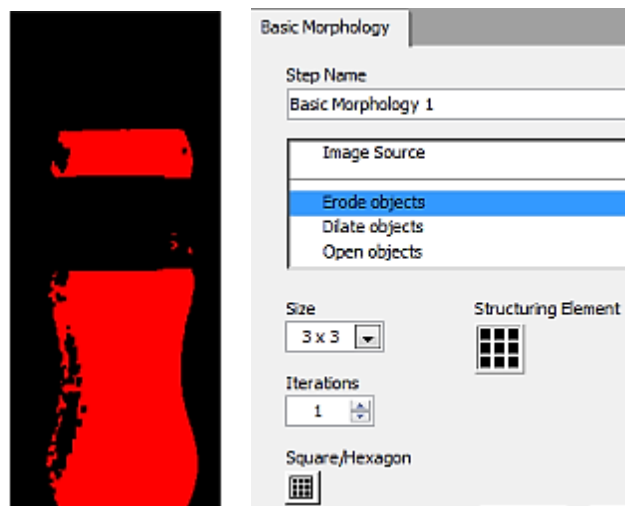 Basic Morphology
Step Name
Basic Morphology 1
Image Source
Erode objects
Dilate objects
Open objects
Size
Structuring Element
3 x 3
Iterations
1
Square/Hexagon